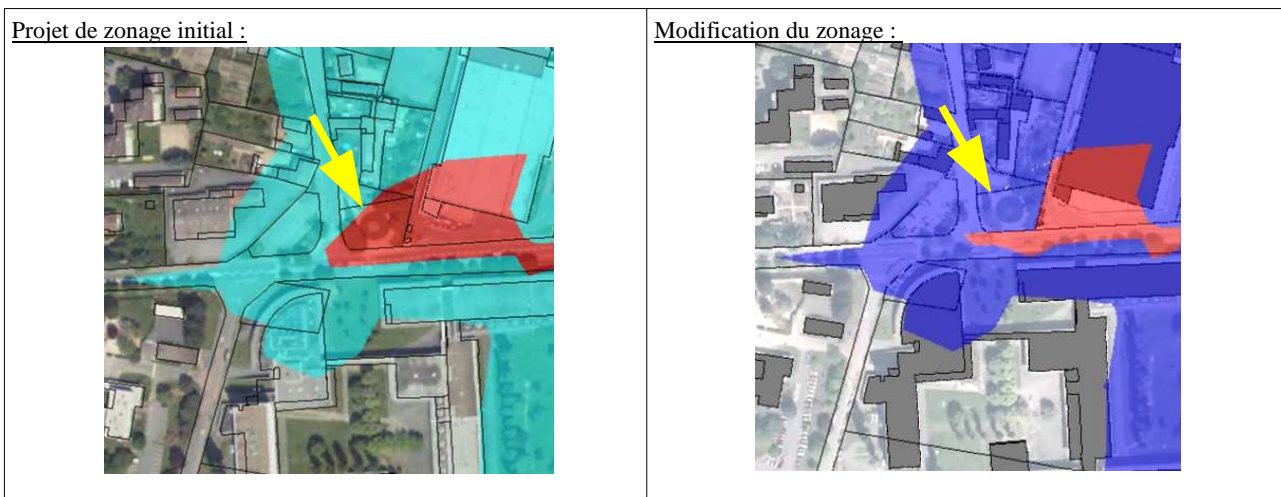 Projet de zonage initial :
Modification du zonage :